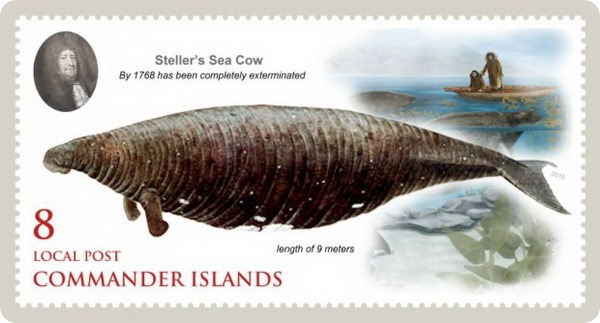 Steller's Sea Cow
By 1768 has been completely exterminated
2010
8
length of 9 meters
LOCAL POST
COMMANDER ISLANDS